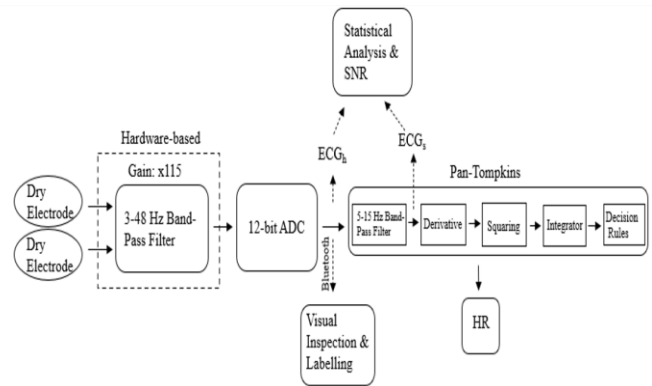 Statistical
Analysis &
SNR
Hardware-based
ECGh
ECGs
Gain: x115
Pan-Tompkins
Dry
Electrode
3-48 Hz Band-
Pass Filter
12-bit ADC
5-15 Hz Band-
Pass Filter
Derivative
Squaring
Integrator
Decision
Rules
Dry
Electrode
Bluetooth
Visual
Inspection &
Labelling
HR